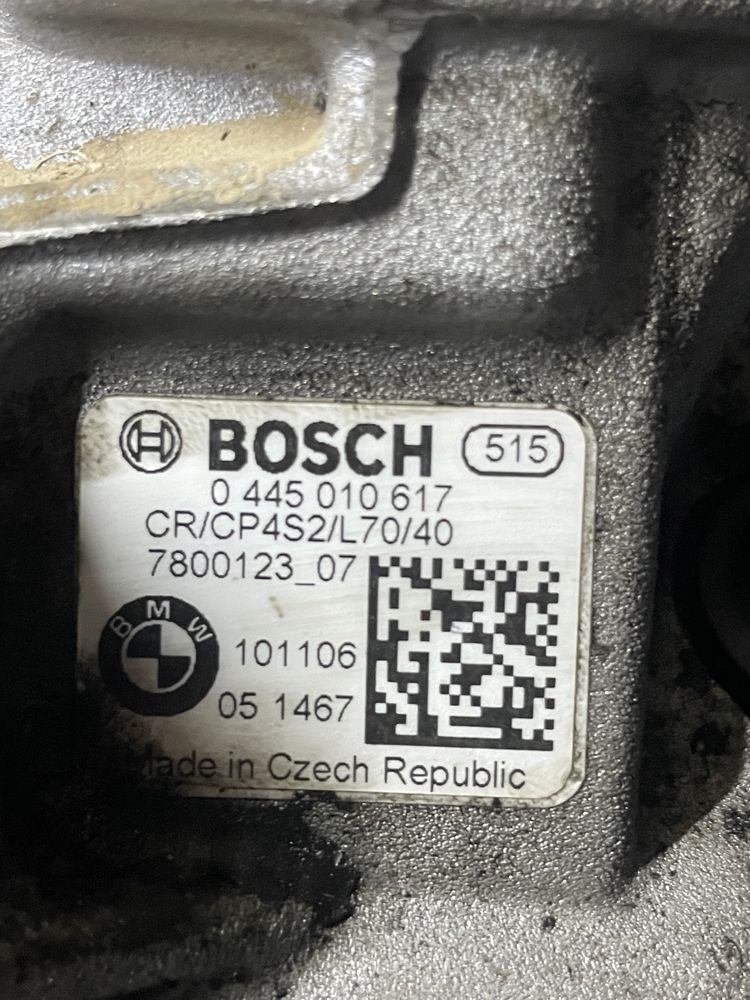 BOSCH 515
0 445 010 617
CR/CP4S2/L70/40
7800123_07
BMW
101106
05 1467
Made in Czech Republic